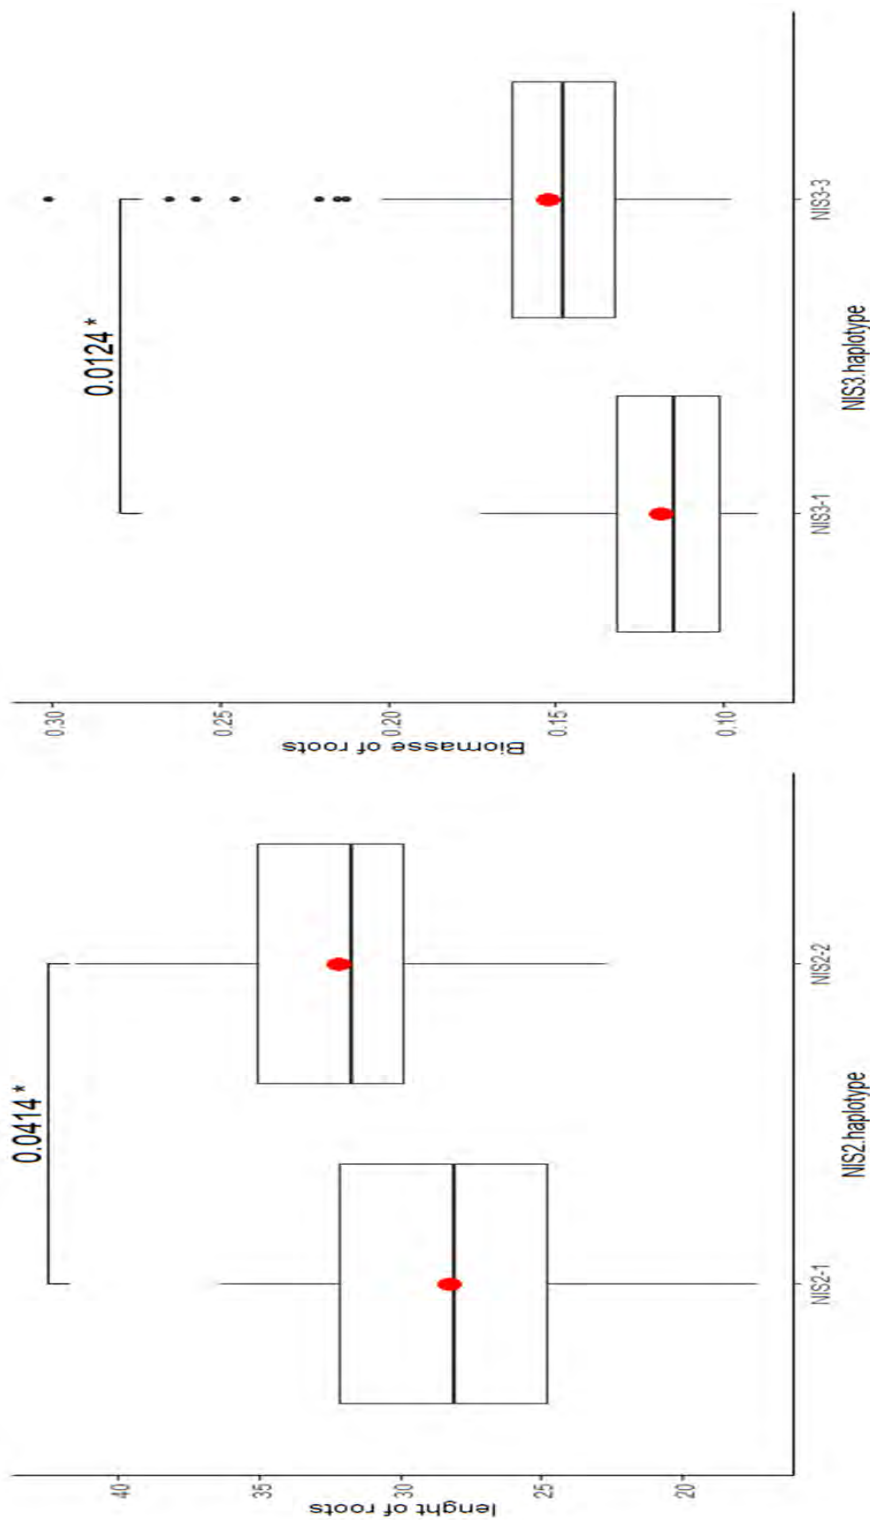 0.0414 *
40
35
30
25
20
lenght of roots
NIS2-1
NIS2-2
NIS2.haplotype
0.0124 *
0.30
0.25
0.20
0.15
0.10
Biomasse of roots
NIS3-1
NIS3-3
NIS3.haplotype